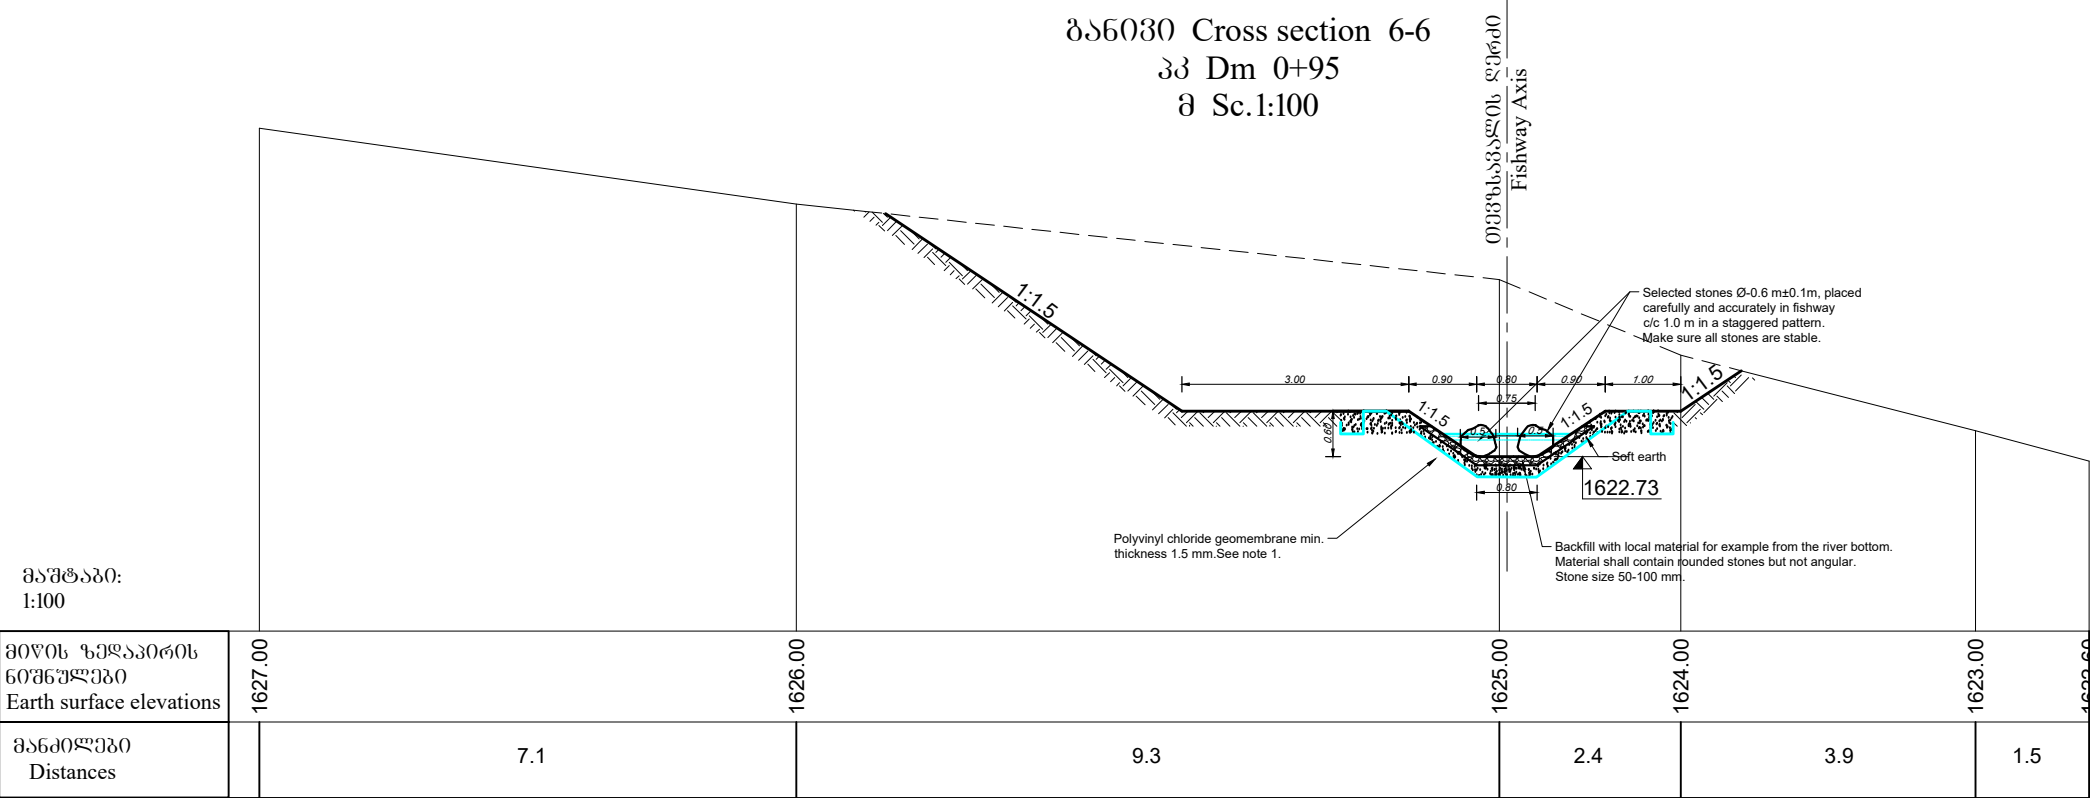 განივი Cross section 6-6
პკ Dm 0+95
მ Sc.1:100
თევზსავალის ღერძი
Fishway Axis
1:1.5
Selected stones Ø-0.6 m±0.1m, placed
carefully and accurately in fishway
c/c 1.0 m in a staggered pattern.
Make sure all stones are stable.
3.00 0.90 0.80 0.90 1.00
0.75
1:1.5
1:1.5
1:1.5
0.60
0.5 0.5
Soft earth
1622.73
0.80
Polyvinyl chloride geomembrane min.
thickness 1.5 mm.See note 1.
Backfill with local material for example from the river bottom.
Material shall contain rounded stones but not angular.
Stone size 50-100 mm.
მაშტაბი:
1:100
მიწის ზედაპირის
ნიშნულები
Earth surface elevations
1627.00 1626.00 1625.00 1624.00 1623.00
მანძილები
Distances
7.1 9.3 2.4 3.9 1.5